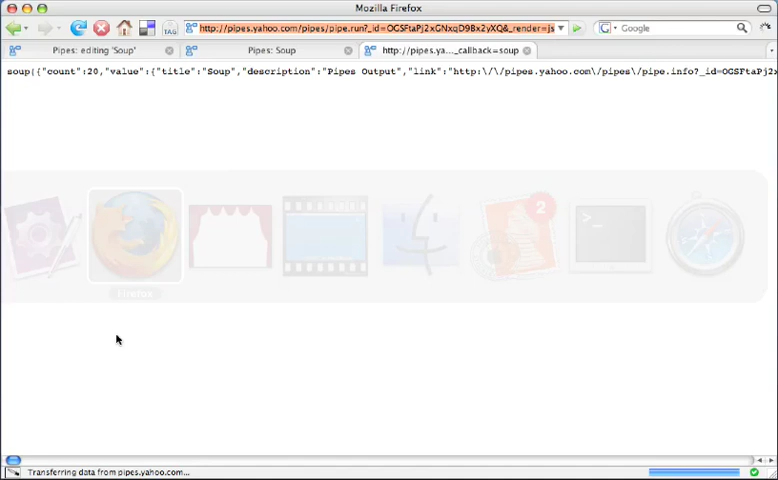 Mozilla Firefox
TAG
http://pipes.yahoo.com/pipes/pipe.run?_id=OGSFtaPj2xGNxqD9Bx2yXQ&_render=js
Google
Pipes: editing 'Soup'
Pipes: Soup
http://pipes.ya..._callback=soup
soup({"count":20,"value":{"title":"Soup","description":"Pipes Output","link":"http:\/\/pipes.yahoo.com\/pipes\/pipe.info?_id=OGSFtaPj2x
2
Firefox
Transferring data from pipes.yahoo.com...